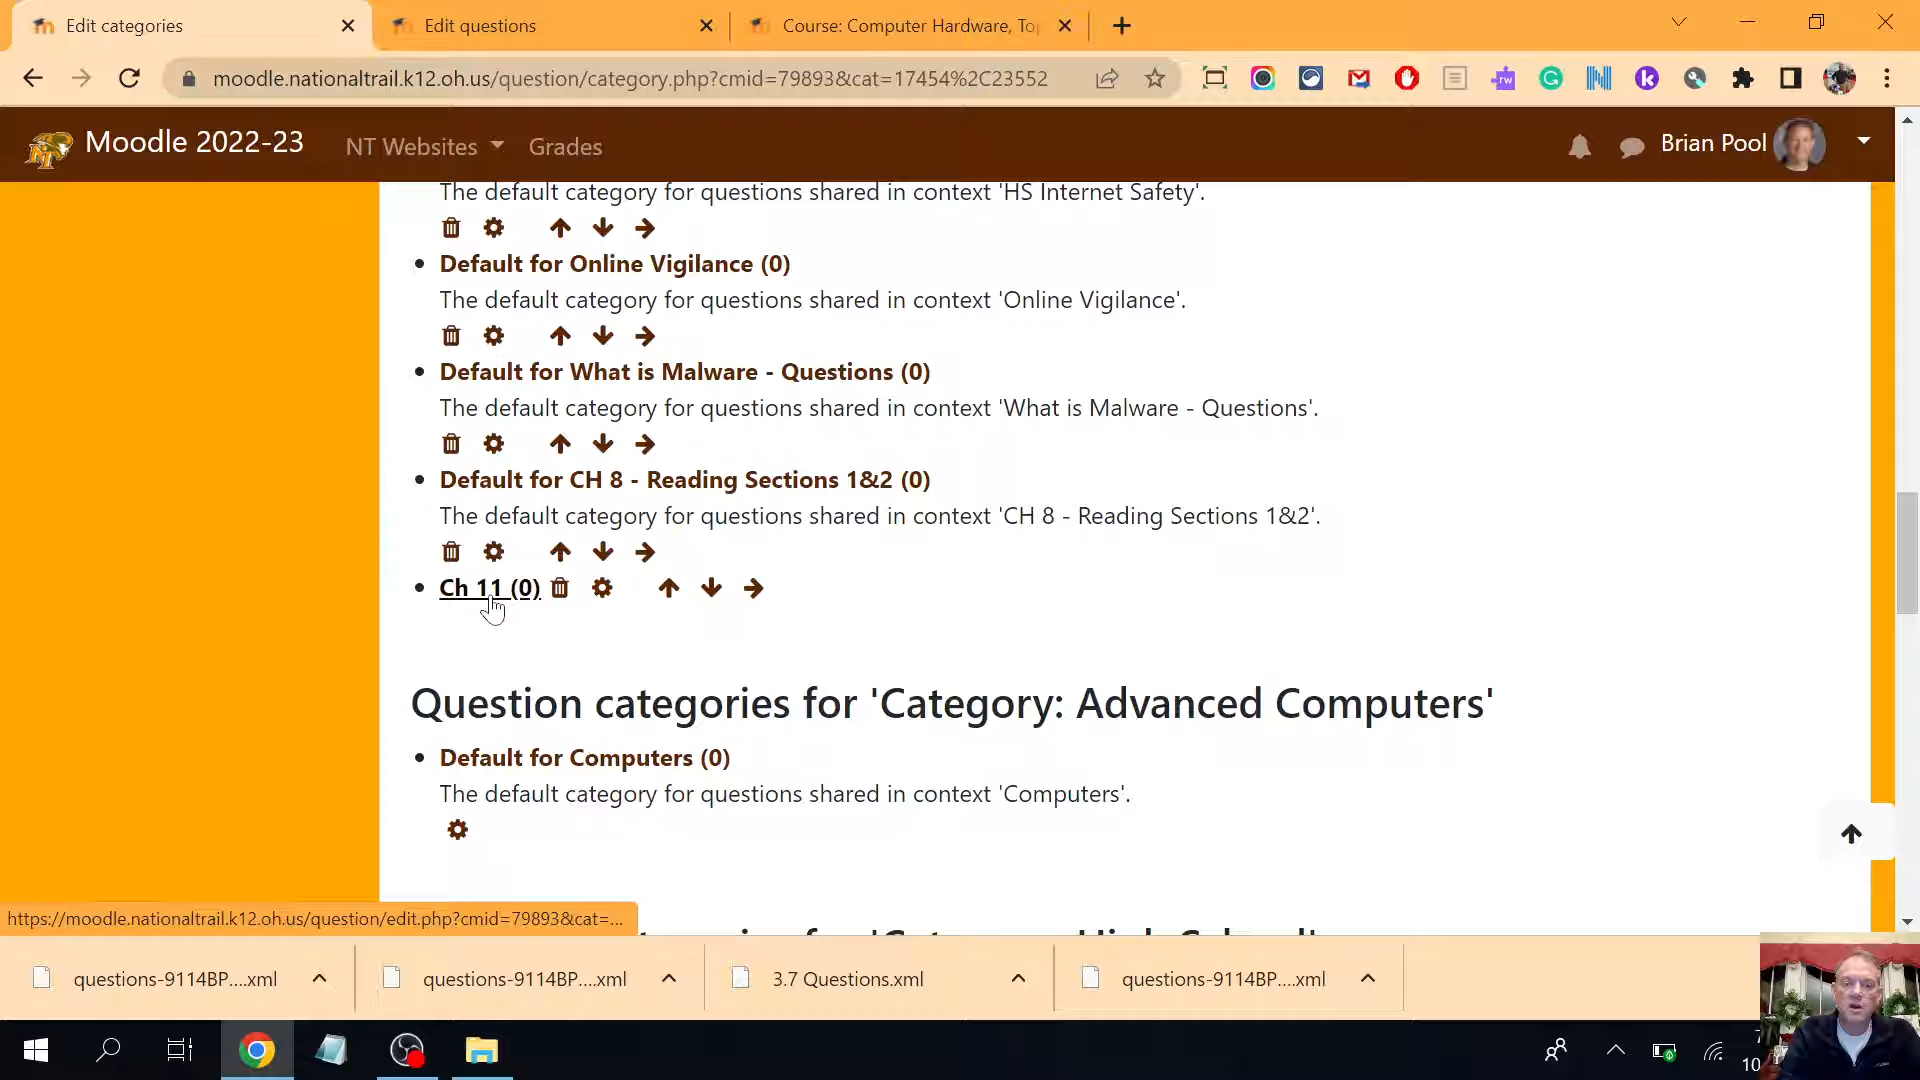 Edit categories
Edit questions
Course: Computer Hardware, To
moodle.nationaltrail.k12.oh.us/question/category.php?cmid=79893&cat=17454%2C23552
Moodle 2022-23
NT Websites
Grades
Brian Pool
The default category for questions shared in context 'HS Internet Safety'.
Default for Online Vigilance (0)
The default category for questions shared in context 'Online Vigilance'.
Default for What is Malware - Questions (0)
The default category for questions shared in context 'What is Malware - Questions'.
Default for CH 8 - Reading Sections 1&2 (0)
The default category for questions shared in context 'CH 8 - Reading Sections 1&2'.
Ch 11 (0)
Question categories for 'Category: Advanced Computers'
Default for Computers (0)
The default category for questions shared in context 'Computers'.
https://moodle.nationaltrail.k12.oh.us/question/edit.php?cmid=79893&cat=...
questions-9114BP....xml
questions-9114BP....xml
3.7 Questions.xml
questions-9114BP....xml